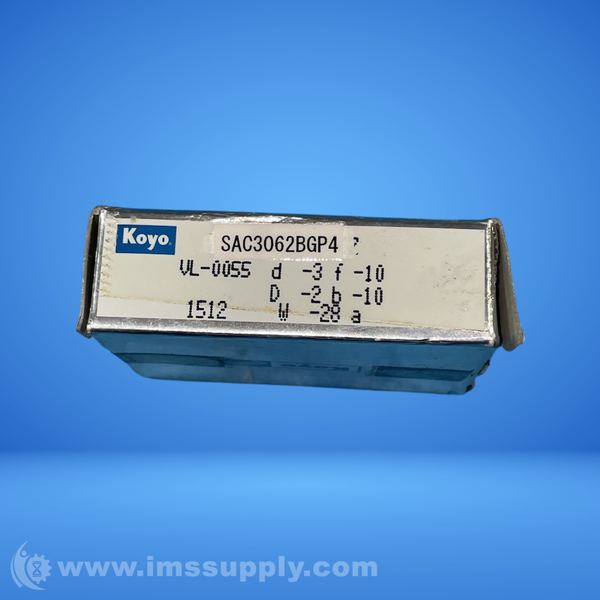 Koyo SAC3062BGP4
VL-0055 d -3 f -10
D -2 b -10
1512 W -28 a
www.imssupply.com